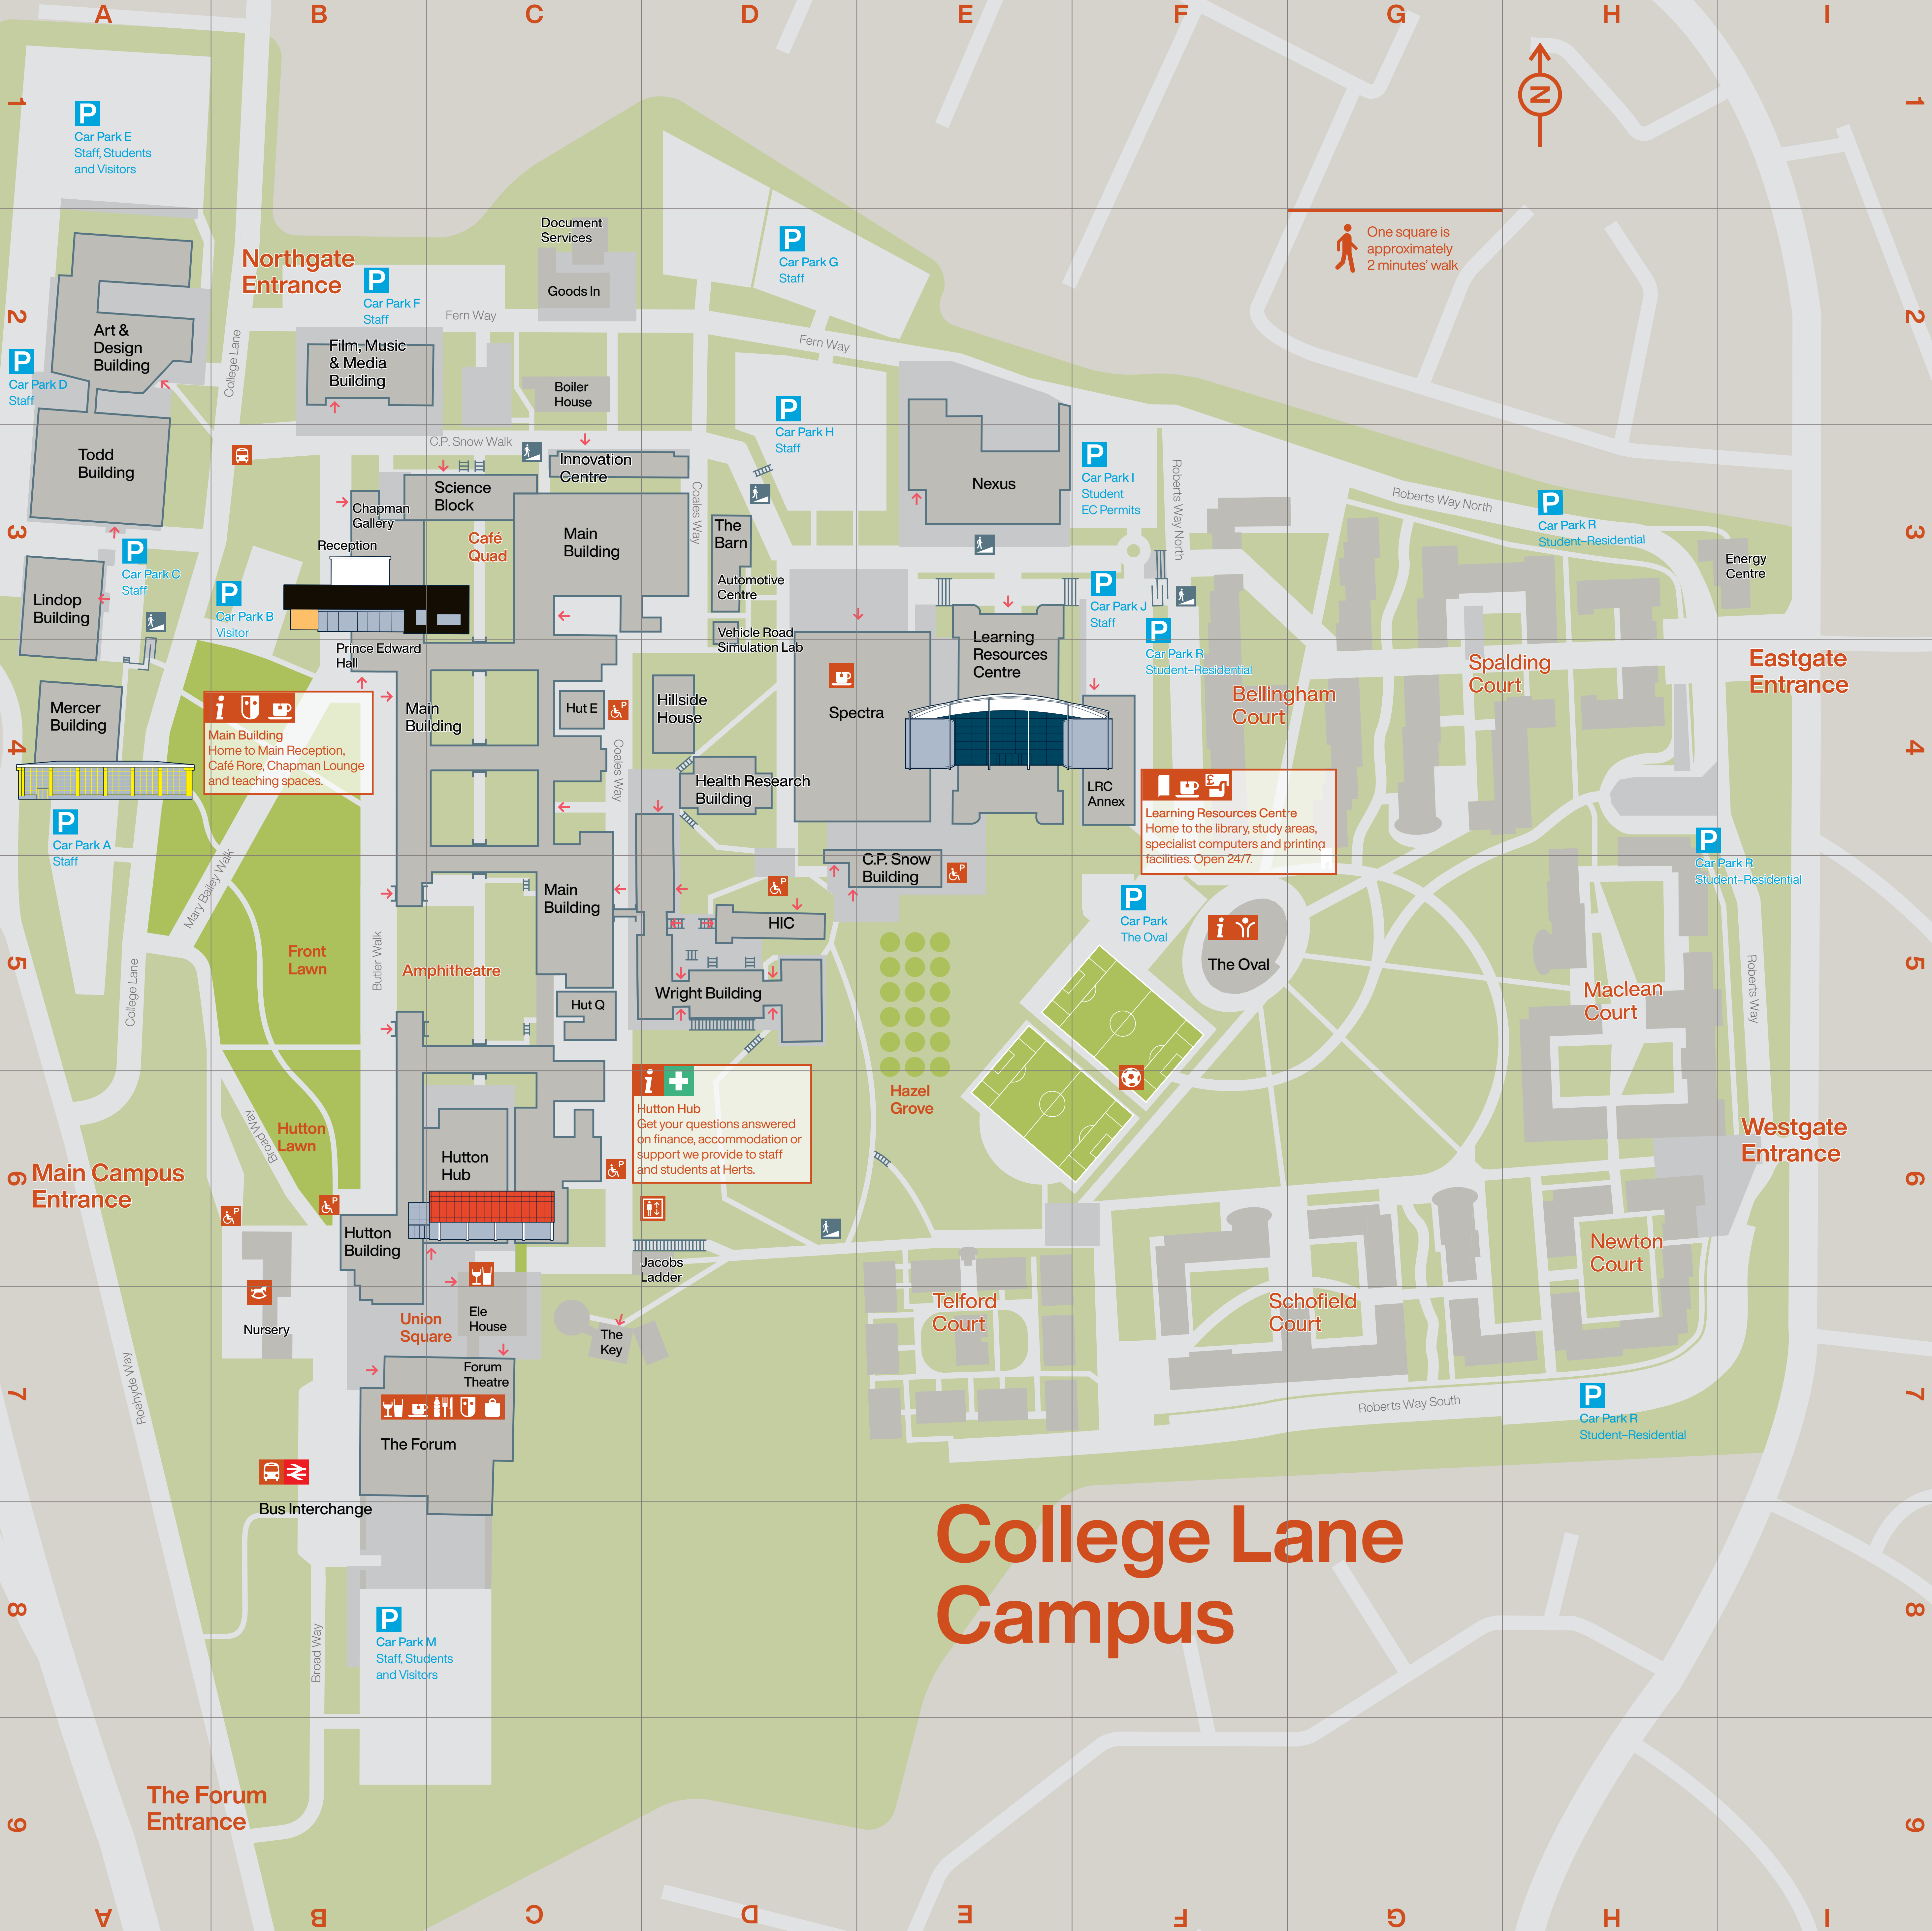 A B C D E F G H I
1
1
Car Park E
Staff, Students
and Visitors
N
Document
Services
Goods In
Car Park G
Staff
One square is
approximately
2 minutes' walk
Northgate
Entrance
Car Park F
Staff
2
2
Fern Way
Fern Way
Art &
Design
Building
College Lane
Film, Music
& Media
Building
Boiler
House
Car Park D
Staff
Car Park H
Staff
C.P. Snow Walk
Todd
Building
Innovation
Centre
Science
Block
Chapman
Gallery
Coales Way
Nexus
Car Park I
Student
EC Permits
Roberts Way North
Roberts Way North
Car Park R
Student–Residential
3
3
Reception
Café
Quad
Main
Building
The
Barn
Automotive
Centre
Energy
Centre
Car Park C
Staff
Lindop
Building
Car Park B
Visitor
Car Park J
Staff
Vehicle Road
Simulation Lab
Prince Edward
Hall
Learning
Resources
Centre
Car Park R
Student–Residential
Spalding
Court
Eastgate
Entrance
Bellingham
Court
Mercer
Building
Main
Building
Hut E
Hillside
House
Spectra
4
4
Main Building
Home to Main Reception,
Café Rore, Chapman Lounge
and teaching spaces.
Coales Way
Health Research
Building
LRC
Annex
Learning Resources Centre
Home to the library, study areas,
specialist computers and printing
facilities. Open 24/7.
Car Park A
Staff
Car Park R
Student–Residential
C.P. Snow
Building
Mary Bailey Walk
Main
Building
HIC
Car Park
The Oval
The Oval
5
5
Front
Lawn
Butler Walk
Amphitheatre
College Lane
Wright Building
Hut Q
Maclean
Court
Roberts Way
Hazel
Grove
Hutton Hub
Get your questions answered
on finance, accommodation or
support we provide to staff
and students at Herts.
Broad Way
Hutton
Lawn
Hutton
Hub
Westgate
Entrance
6
6
Main Campus
Entrance
Hutton
Building
Jacobs
Ladder
Newton
Court
Nursery
Union
Square
Ele
House
The
Key
Telford
Court
Schofield
Court
7
7
Roehyde Way
Forum
Theatre
The Forum
Roberts Way South
Car Park R
Student–Residential
Bus Interchange
College Lane
Campus
8
8
Broad Way
Car Park M
Staff, Students
and Visitors
9
9
The Forum
Entrance
A B C D E F G H I